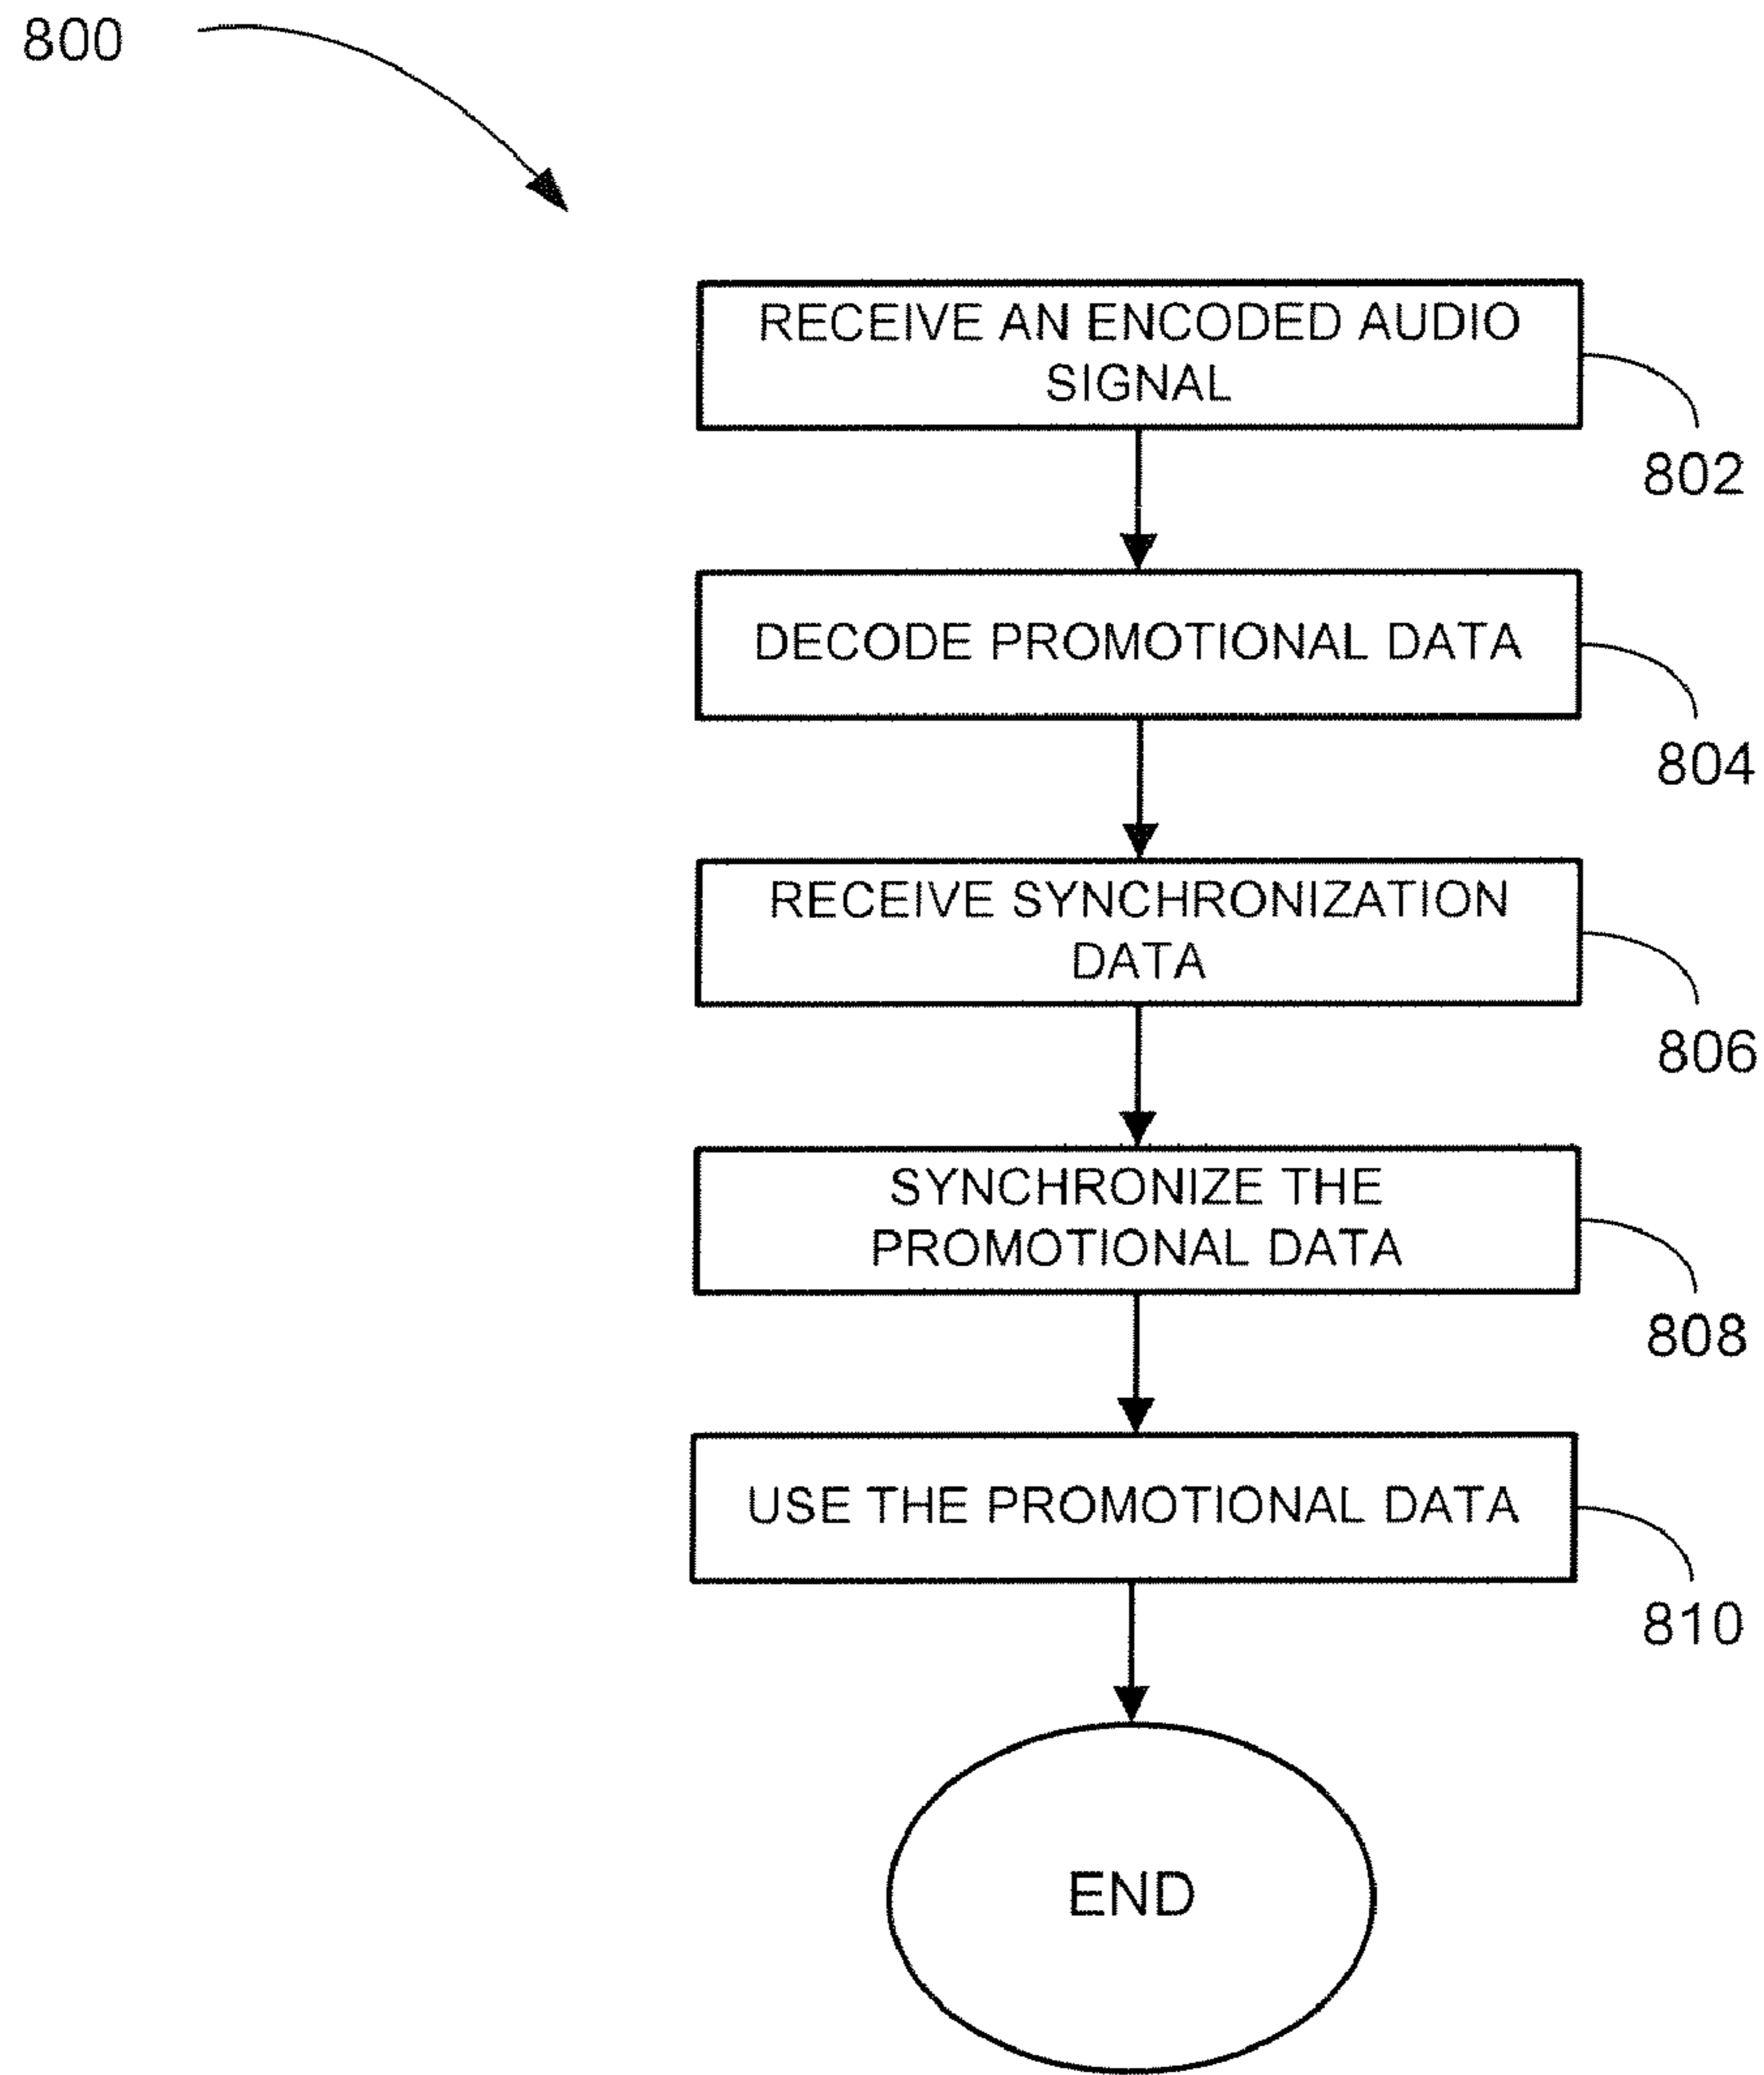 800
RECEIVE AN ENCODED AUDIO
SIGNAL
802
DECODE PROMOTIONAL DATA
804
RECEIVE SYNCHRONIZATION
DATA
806
SYNCHRONIZE THE
PROMOTIONAL DATA
808
USE THE PROMOTIONAL DATA
810
END